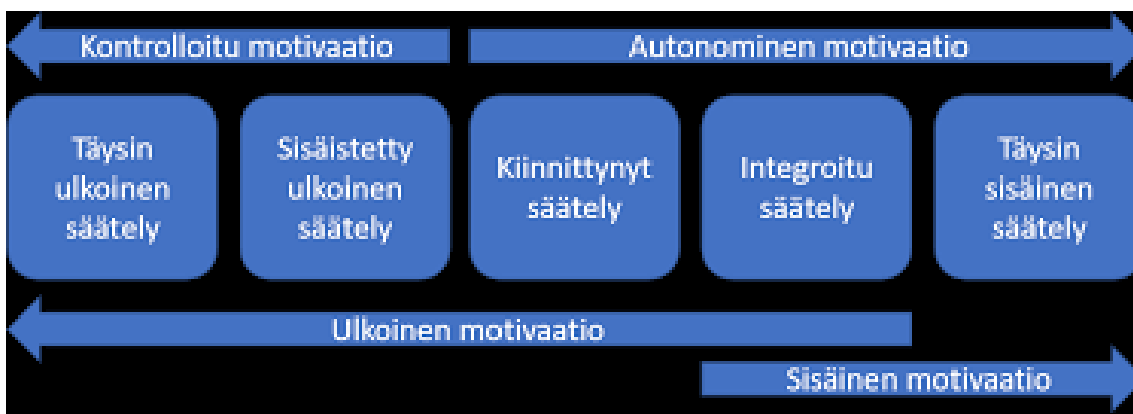 Kontrolloitu motivaatio
Autonominen motivaatio
Täysin
ulkoinen
säätely
Sisäistetty
ulkoinen
säätely
Kiinnittynyt
säätely
Integroitu
säätely
Täysin
sisäinen
säätely
Ulkoinen motivaatio
Sisäinen motivaatio